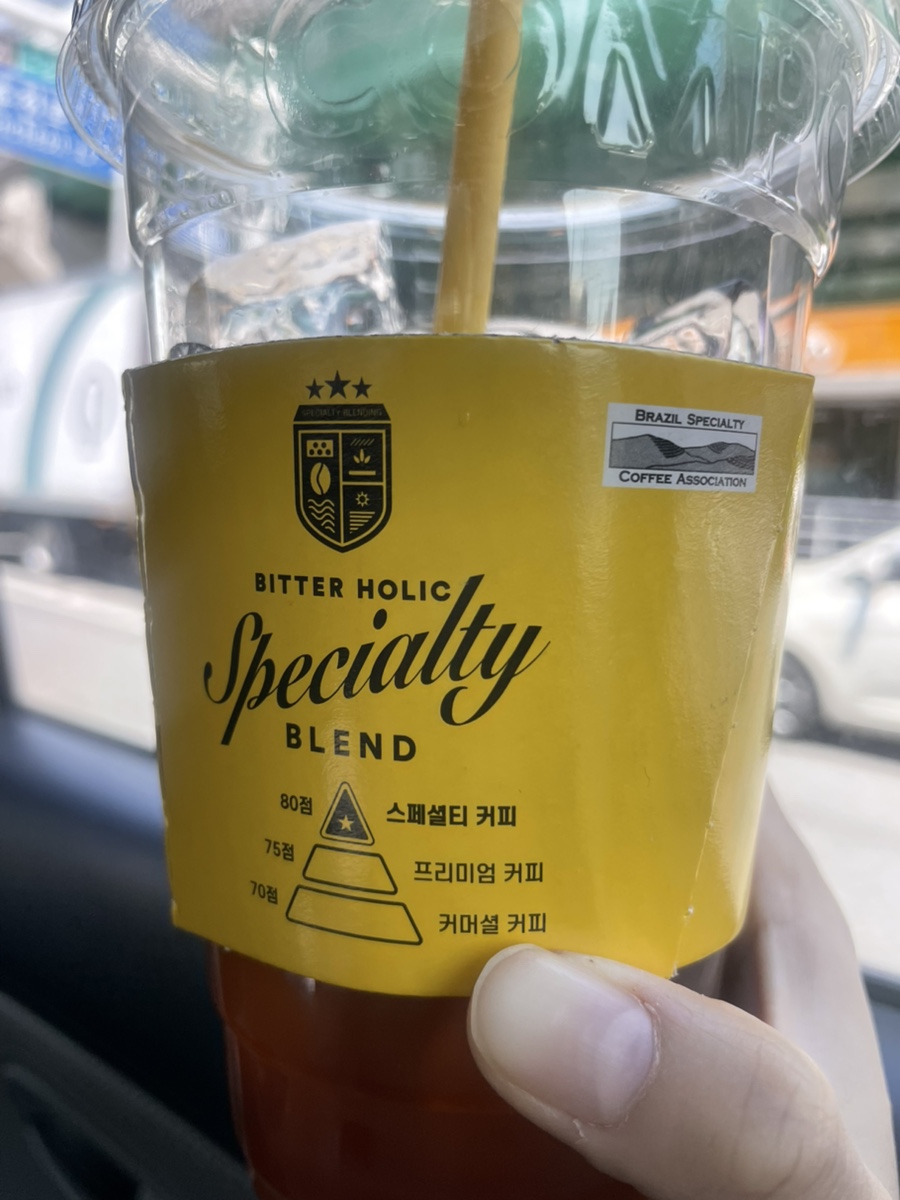 SPECIALTY BLENDING
BRAZIL SPECIALTY
COFFEE ASSOCIATION
BITTER HOLIC
Specialty
BLEND
80점 스페셜티 커피
75점 프리미엄 커피
70점 커머셜 커피